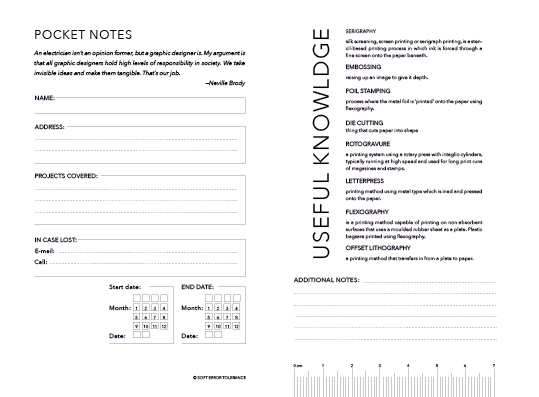 POCKET NOTES
An electrician isn't an opinion former, but a graphic designer is. My argument is
that all graphic designers hold high levels of responsibility in society. We take
invisible ideas and make them tangible. That's our job.
—Neville Brody
NAME:
ADDRESS:
PROJECTS COVERED:
IN CASE LOST:
E-mail:
Call:
Start date:
Month: 1 2 3 4
5 6 7 8
9 10 11 12
Date:
END DATE:
Month: 1 2 3 4
5 6 7 8
9 10 11 12
Date:
© SOFT ERROR TOLERANCE
USEFUL KNOWLDGE
SERIGRAPHY
silk screening, screen printing or serigraph printing, is a sten-
cil-based printing process in which ink is forced through a
fine screen onto the paper beneath.
EMBOSSING
raising up an image to give it depth.
FOIL STAMPING
process where the metal foil is 'printed' onto the paper using
flexography.
DIE CUTTING
thing that cuts paper into shape
ROTOGRAVURE
a printing system using a rotary press with intaglio cylinders,
typically running at high speed and used for long print runs
of magazines and stamps.
LETTERPRESS
printing method using metal type which is ined and pressed
onto the paper.
FLEXOGRAPHY
is a printing method capable of printing on non-absorbent
surfaces that uses a moulded rubber sheet as a plate. Plastic
bags are printed using flexography.
OFFSET LITHOGRAPHY
a printing method that transfers in from a plate to paper.
ADDITIONAL NOTES:
0 cm 1 2 3 4 5 6 7